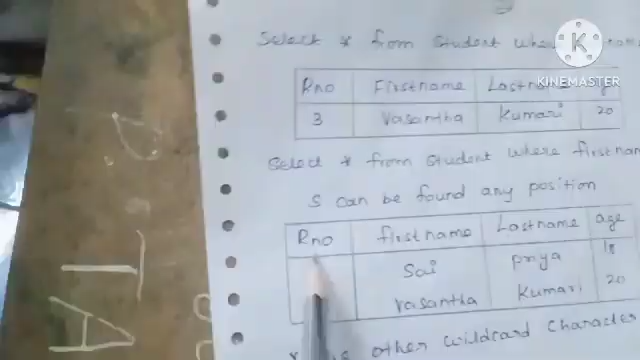 Select * from Student where
KINEMASTER
Rno Firstname Lastname
3 Vasantha Kumari 20
Select * from Student where firstnam
S can be found any position
Rno firstname Lastname age
Sai Priya 18
Vasantha Kumari 20
other wildcard character